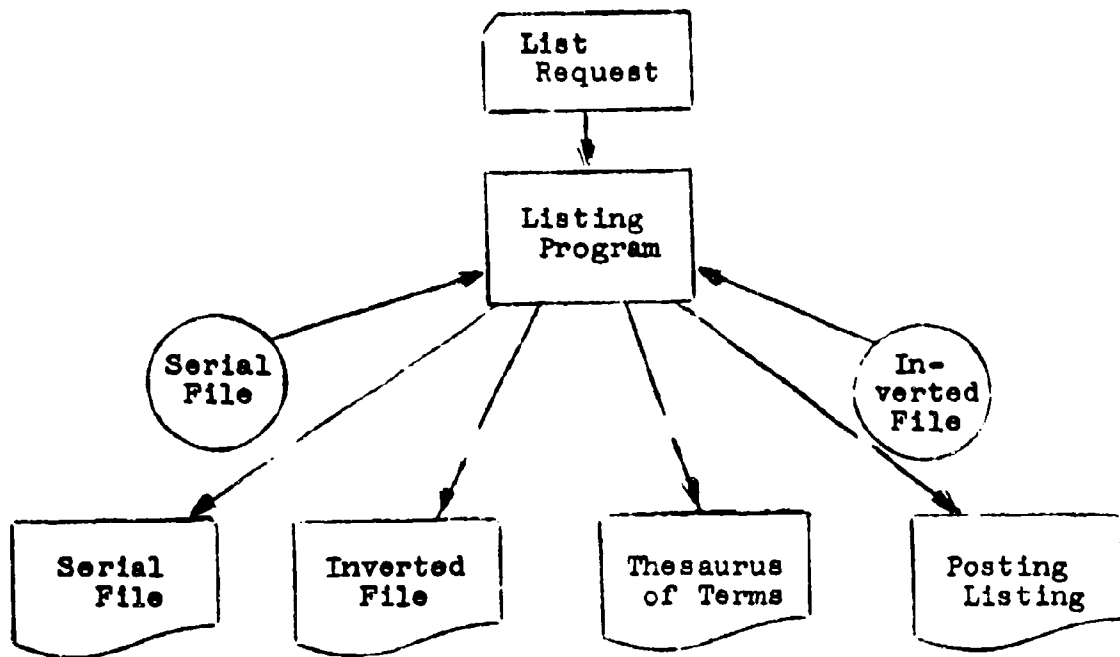 List
Request
Listing
Program
Serial
File
In-
verted
File
Serial
File
Inverted
File
Thesaurus
of Terms
Posting
Listing